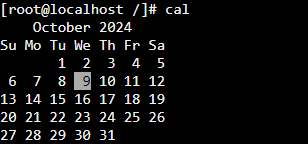 [root@localhost /]# cal
    October 2024
Su Mo Tu We Th Fr Sa
       1  2  3  4  5
 6  7  8  9 10 11 12
13 14 15 16 17 18 19
20 21 22 23 24 25 26
27 28 29 30 31